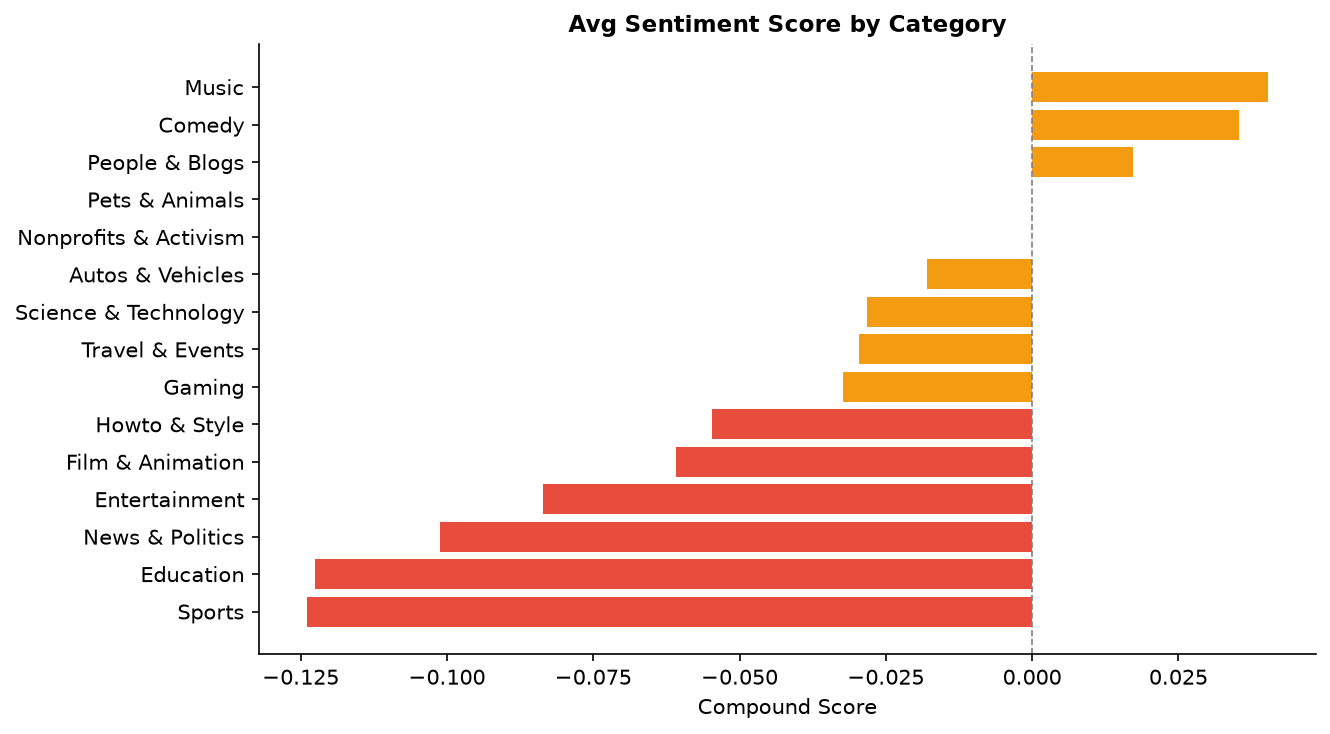 Avg Sentiment Score by Category
Music
Comedy
People & Blogs
Pets & Animals
Nonprofits & Activism
Autos & Vehicles
Science & Technology
Travel & Events
Gaming
Howto & Style
Film & Animation
Entertainment
News & Politics
Education
Sports
−0.125 −0.100 −0.075 −0.050 −0.025 0.000 0.025
Compound Score